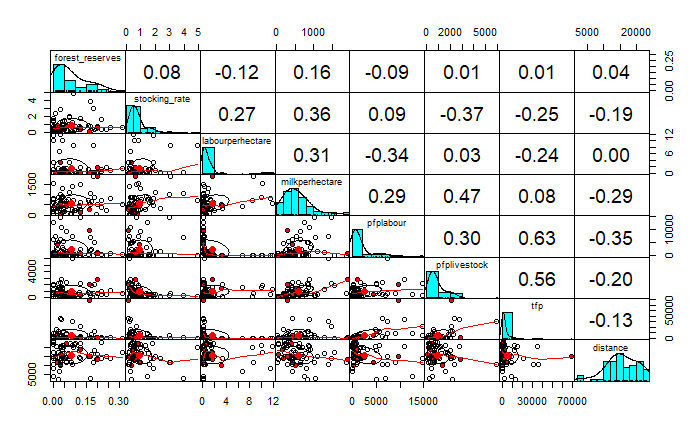 0 1 2 3 4 5 0 1000 0 2000 5000 5000 20000
forest_reserves 0.08 -0.12 0.16 -0.09 0.01 0.01 0.04 0.00 0.25
0 2 4 stocking_rate 0.27 0.36 0.09 -0.37 -0.25 -0.19
labourperhectare 0.31 -0.34 0.03 -0.24 0.00 0 6 12
0 1500 milkperhectare 0.29 0.47 0.08 -0.29
pfplabour 0.30 0.63 -0.35 0 10000
0 4000 pfplivestock 0.56 -0.20
tfp -0.13 0 50000
5000 distance
0.00 0.15 0.30 0 4 8 12 0 5000 15000 0 30000 70000